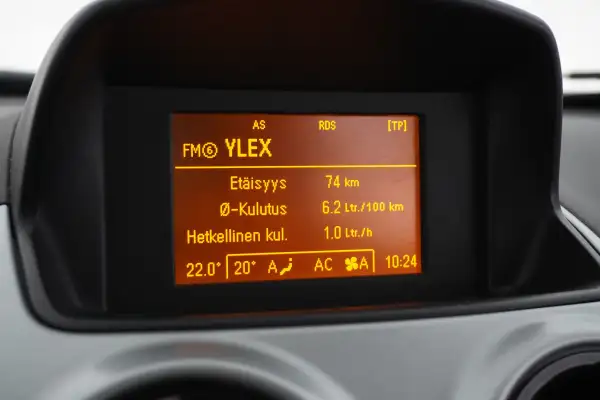 AS RDS [TP]
FM⑥ YLEX
Etäisyys 74 km
Ø-Kulutus 6.2 Ltr./100 km
Hetkellinen kul. 1.0 Ltr./h
22.0° 20° A AC A 10:24